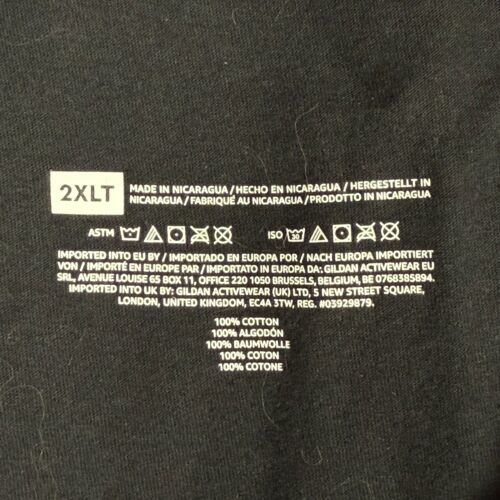 2XLT
MADE IN NICARAGUA / HECHO EN NICARAGUA / HERGESTELLT IN
NICARAGUA / FABRIQUÉ AU NICARAGUA / PRODOTTO IN NICARAGUA
ASTM ISO 30
IMPORTED INTO EU BY / IMPORTADO EN EUROPA POR / NACH EUROPA IMPORTIERT
VON / IMPORTÉ EN EUROPE PAR / IMPORTATO IN EUROPA DA: GILDAN ACTIVEWEAR EU
SRL, AVENUE LOUISE 65 BOX 11, OFFICE 220 1050 BRUSSELS, BELGIUM, BE 0768385894.
IMPORTED INTO UK BY: GILDAN ACTIVEWEAR (UK) LTD, 5 NEW STREET SQUARE,
LONDON, UNITED KINGDOM, EC4A 3TW, REG. #03929879.
100% COTTON
100% ALGODÓN
100% BAUMWOLLE
100% COTON
100% COTONE